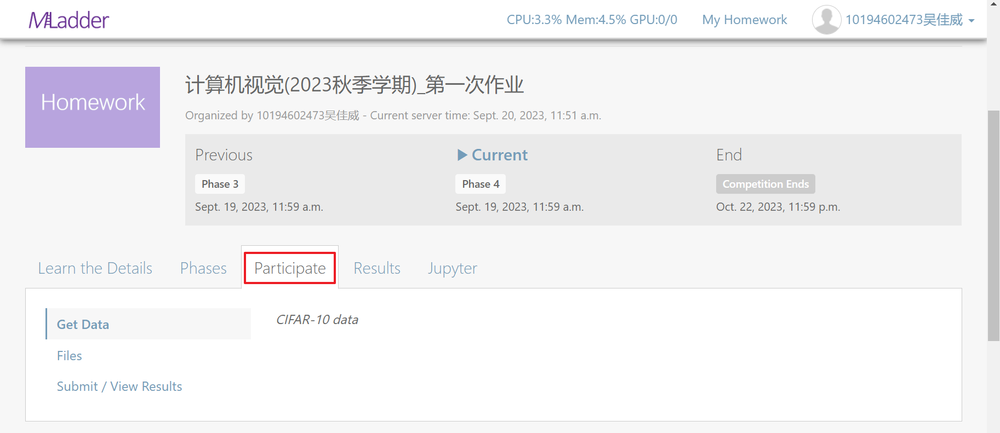 MLadder
CPU:3.3% Mem:4.5% GPU:0/0
My Homework
10194602473吴佳威
Homework
计算机视觉(2023秋季学期)_第一次作业
Organized by 10194602473吴佳威 - Current server time: Sept. 20, 2023, 11:51 a.m.
Previous
Phase 3
Sept. 19, 2023, 11:59 a.m.
Current
Phase 4
Sept. 19, 2023, 11:59 a.m.
End
Competition Ends
Oct. 22, 2023, 11:59 p.m.
Learn the Details
Phases
Participate
Results
Jupyter
Get Data
Files
Submit / View Results
CIFAR-10 data